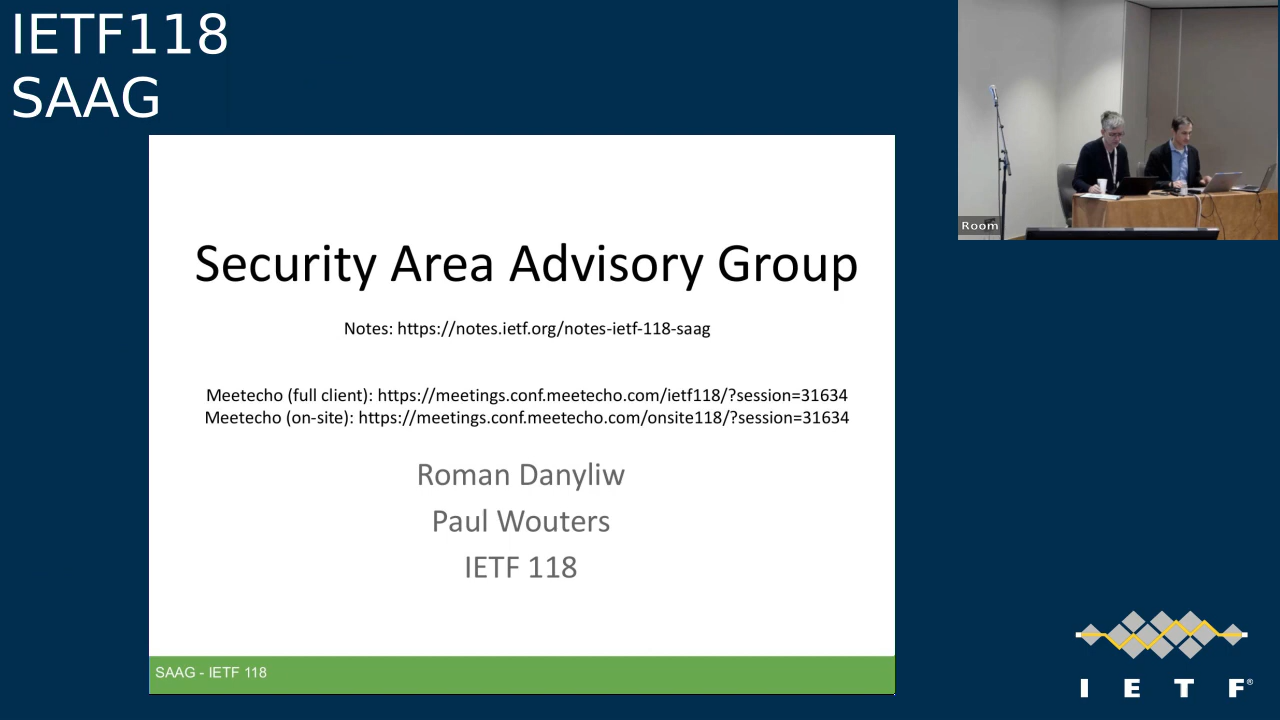 IETF118
SAAG
Room
Security Area Advisory Group
Notes: https://notes.ietf.org/notes-ietf-118-saag
Meetecho (full client): https://meetings.conf.meetecho.com/ietf118/?session=31634
Meetecho (on-site): https://meetings.conf.meetecho.com/onsite118/?session=31634
Roman Danyliw
Paul Wouters
IETF 118
SAAG - IETF 118
I E T F®